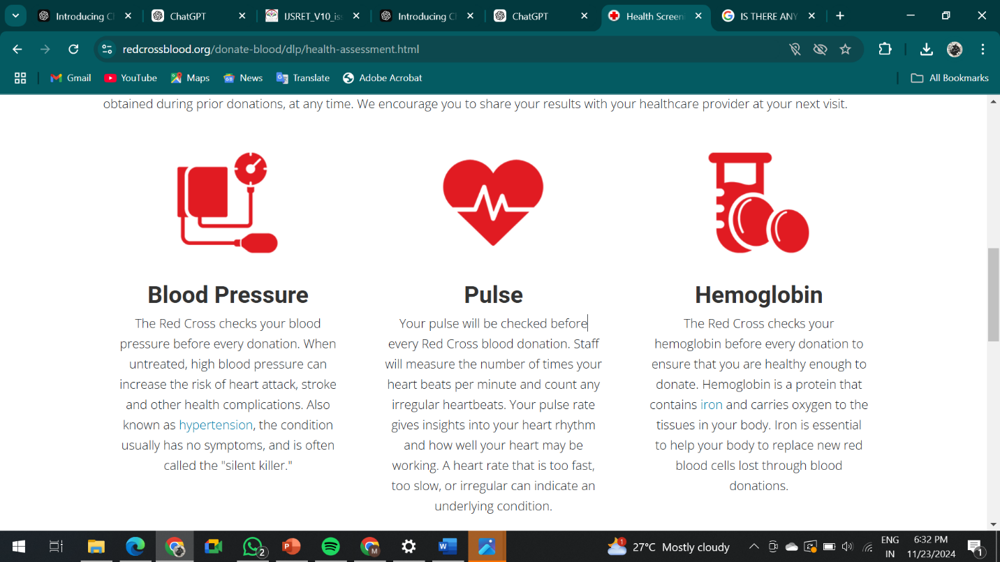 Introducing C
ChatGPT
IJSRET_V10_is
Introducing C
ChatGPT
Health Screen
IS THERE ANY
redcrossblood.org/donate-blood/dlp/health-assessment.html
Gmail
YouTube
Maps
News
Translate
Adobe Acrobat
All Bookmarks
obtained during prior donations, at any time. We encourage you to share your results with your healthcare provider at your next visit.
Blood Pressure
The Red Cross checks your blood
pressure before every donation. When
untreated, high blood pressure can
increase the risk of heart attack, stroke
and other health complications. Also
known as hypertension, the condition
usually has no symptoms, and is often
called the "silent killer."
Pulse
Your pulse will be checked before
every Red Cross blood donation. Staff
will measure the number of times your
heart beats per minute and count any
irregular heartbeats. Your pulse rate
gives insights into your heart rhythm
and how well your heart may be
working. A heart rate that is too fast,
too slow, or irregular can indicate an
underlying condition.
Hemoglobin
The Red Cross checks your
hemoglobin before every donation to
ensure that you are healthy enough to
donate. Hemoglobin is a protein that
contains iron and carries oxygen to the
tissues in your body. Iron is essential
to help your body to replace new red
blood cells lost through blood
donations.
2
1
27°C Mostly cloudy
ENG
IN
6:32 PM
11/23/2024
1